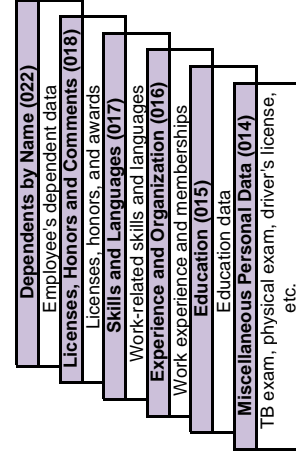 Dependents by Name (022)
Employee's dependent data
Licenses, Honors and Comments (018)
Licenses, honors, and awards
Skills and Languages (017)
Work-related skills and languages
Experience and Organization (016)
Work experience and memberships
Education (015)
Education data
Miscellaneous Personal Data (014)
TB exam, physical exam, driver's license,
etc.